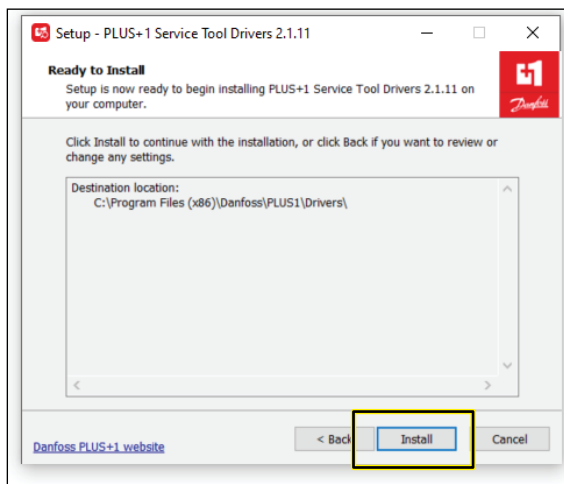 Setup - PLUS+1 Service Tool Drivers 2.1.11
Ready to Install
Setup is now ready to begin installing PLUS+1 Service Tool Drivers 2.1.11 on
your computer.
Danfoss
Click Install to continue with the installation, or click Back if you want to review or
change any settings.
Destination location:
C:\Program Files (x86)\Danfoss\PLUS1\Drivers\
Danfoss PLUS+1 website
< Back
Install
Cancel